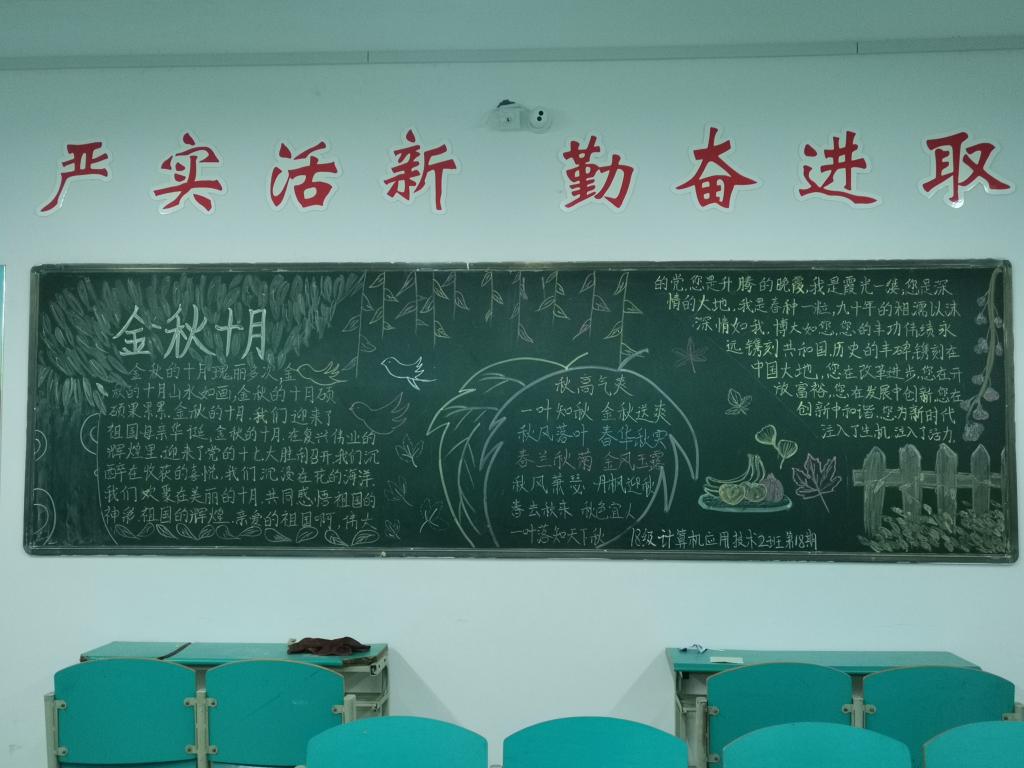 严实活新 勤奋进取
金秋十月
金秋的十月,瑰丽多姿,金
秋的十月山水如画,金秋的十月硕
硕果累累,金秋的十月,我们迎来了
祖国母亲华诞,金秋的十月,在复兴伟业的
辉煌里,迎来了党的十七大胜利召开,我们沉
醉在收获的喜悦,我们沉浸在花的海洋
我们欢聚在美丽的十月,共同感悟祖国的
神采,祖国的辉煌.亲爱的祖国啊,伟大
秋高气爽
一叶知秋 金秋送爽
秋风落叶 春华秋实
春兰秋菊 金风玉露
秋风萧瑟 丹枫迎秋
春去秋来 秋色宜人
一叶落知天下秋
的党,您是升腾的晚霞,我是霞光一缕,您是深
情的大地,我是春种一粒,九十年的相濡以沫
深情如我,博大如您,您的丰功伟绩永
远镌刻共和国历史的丰碑,镌刻在
中国大地,您在改革进步,您在开
放富裕,您在发展中创新,您在
创新中和谐,您为新时代
注入了生机,注入了活力.
18级计算机应用技术2班第18期